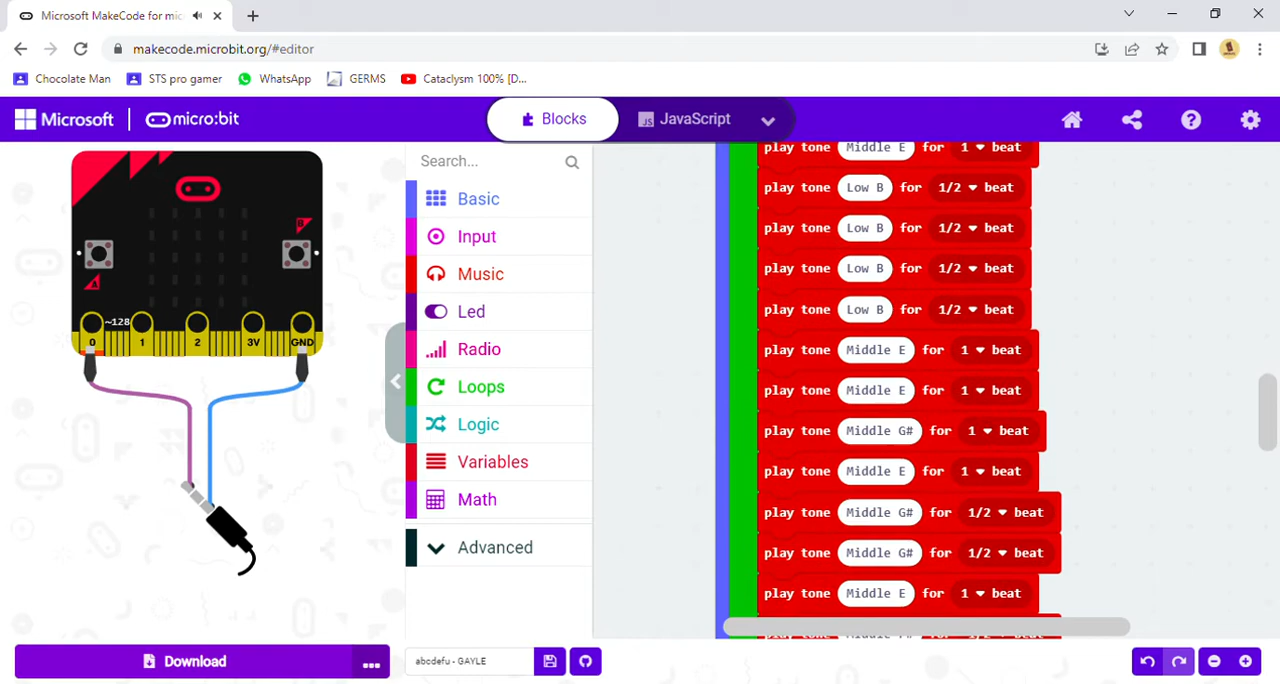 Microsoft MakeCode for mic
makecode.microbit.org/#editor
Chocolate Man STS pro gamer WhatsApp GERMS Cataclysm 100% [D...
Microsoft micro:bit Blocks JS JavaScript
Search...
Basic
Input
Music
Led
Radio
Loops
Logic
Variables
Math
Advanced
A
B
~128
0 1 2 3V GND
play tone Middle E for 1 beat
play tone Low B for 1/2 beat
play tone Low B for 1/2 beat
play tone Low B for 1/2 beat
play tone Low B for 1/2 beat
play tone Middle E for 1 beat
play tone Middle E for 1 beat
play tone Middle G# for 1 beat
play tone Middle E for 1 beat
play tone Middle G# for 1/2 beat
play tone Middle G# for 1/2 beat
play tone Middle E for 1 beat
Download ...
abcdefu - GAYLE